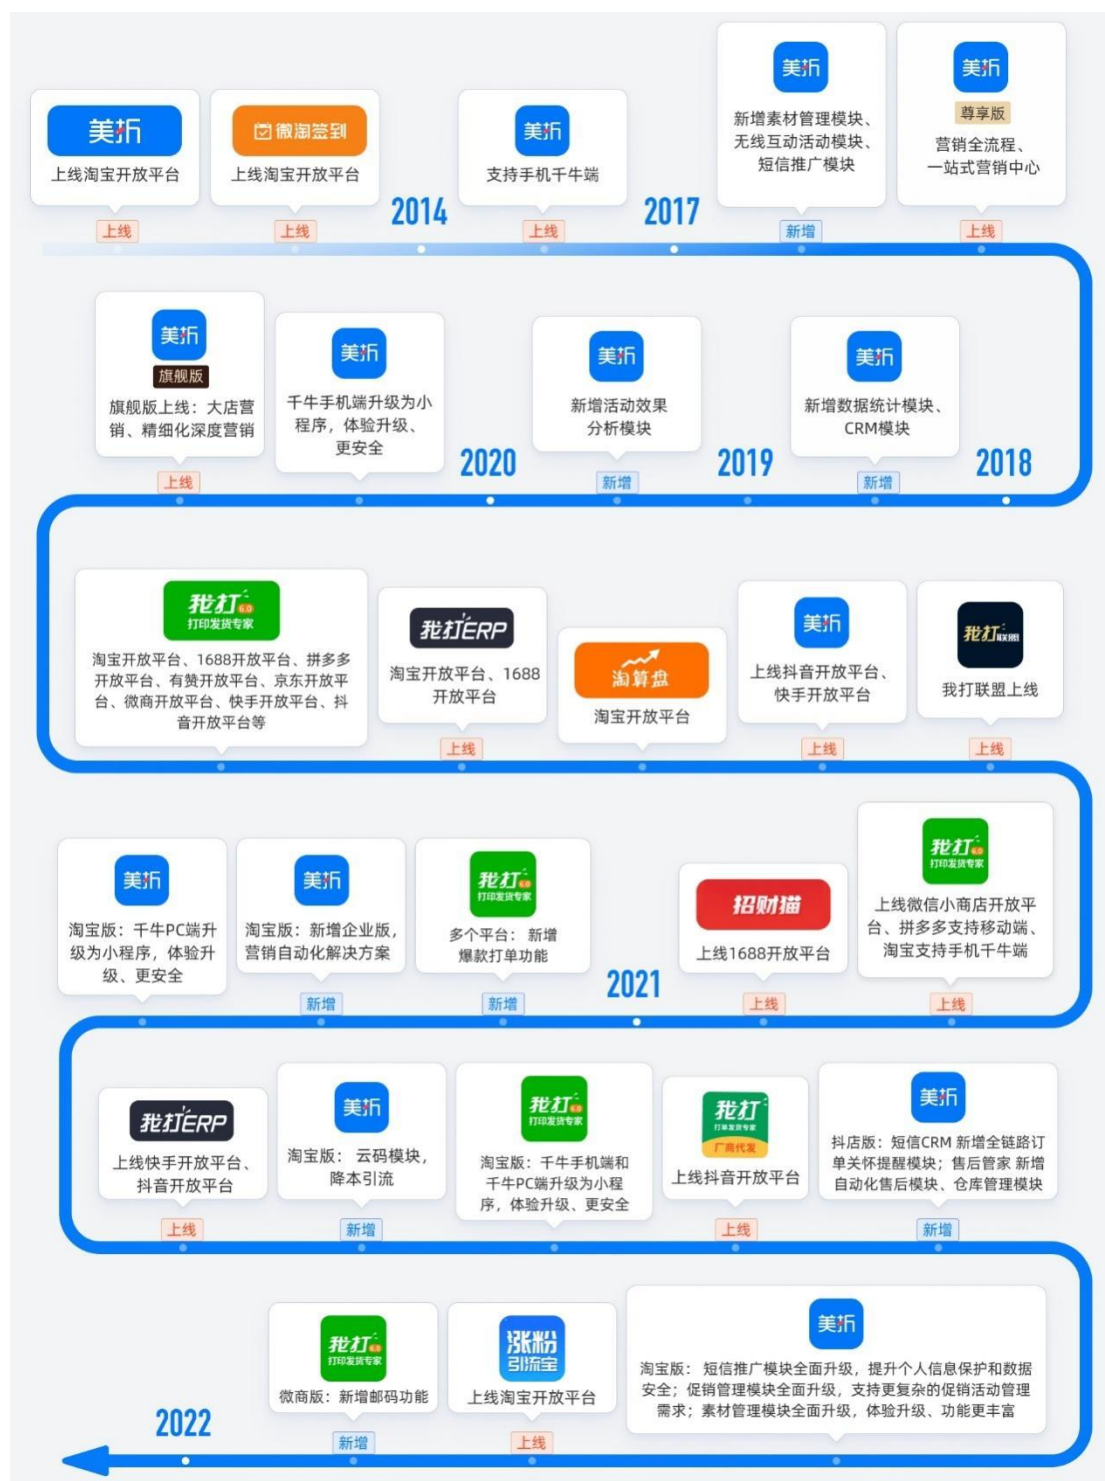 美折
上线淘宝开放平台
上线
微淘签到
上线淘宝开放平台
上线
2014
美折
支持手机千牛端
上线
2017
美折
新增素材管理模块、
无线互动活动模块、
短信推广模块
新增
美折
尊享版
营销全流程、
一站式营销中心
上线
美折
旗舰版
旗舰版上线：大店营
销、精细化深度营销
上线
美折
千牛手机端升级为小
程序，体验升级、
更安全
2020
美折
新增活动效果
分析模块
新增
2019
美折
新增数据统计模块、
CRM模块
新增
2018
我打6.0
打印发货专家
淘宝开放平台、1688开放平台、拼多多
开放平台、有赞开放平台、京东开放平
台、微商开放平台、快手开放平台、抖
音开放平台等
我打ERP
淘宝开放平台、1688
开放平台
上线
淘算盘
淘宝开放平台
美折
上线抖音开放平台、
快手开放平台
上线
我打联盟
我打联盟上线
上线
美折
淘宝版：千牛PC端升
级为小程序，体验升
级、更安全
美折
淘宝版：新增企业版，
营销自动化解决方案
新增
我打6.0
打印发货专家
多个平台： 新增
爆款打单功能
新增
2021
招财猫
上线1688开放平台
上线
我打6.0
打印发货专家
上线微信小商店开放平
台、拼多多支持移动端、
淘宝支持手机千牛端
上线
我打ERP
上线快手开放平台、
抖音开放平台
上线
美折
淘宝版： 云码模块，
降本引流
新增
我打6.0
打印发货专家
淘宝版：千牛手机端和
千牛PC端升级为小程
序，体验升级、更安全
我打
打单发货专家
厂商代发
上线抖音开放平台
上线
美折
抖店版：短信CRM 新增全链路订
单关怀提醒模块；售后管家 新增
自动化售后模块、仓库管理模块
新增
2022
我打6.0
打印发货专家
微商版：新增邮码功能
新增
涨粉
引流宝
上线淘宝开放平台
上线
美折
淘宝版： 短信推广模块全面升级，提升个人信息保护和数据
安全；促销管理模块全面升级，支持更复杂的促销活动管理
需求；素材管理模块全面升级，体验升级、功能更丰富